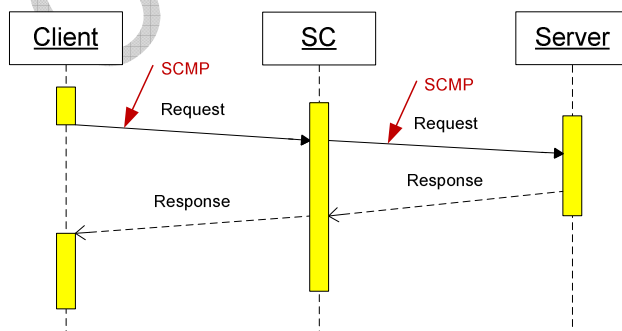 Client
SC
Server
SCMP
SCMP
Request
Request
Response
Response